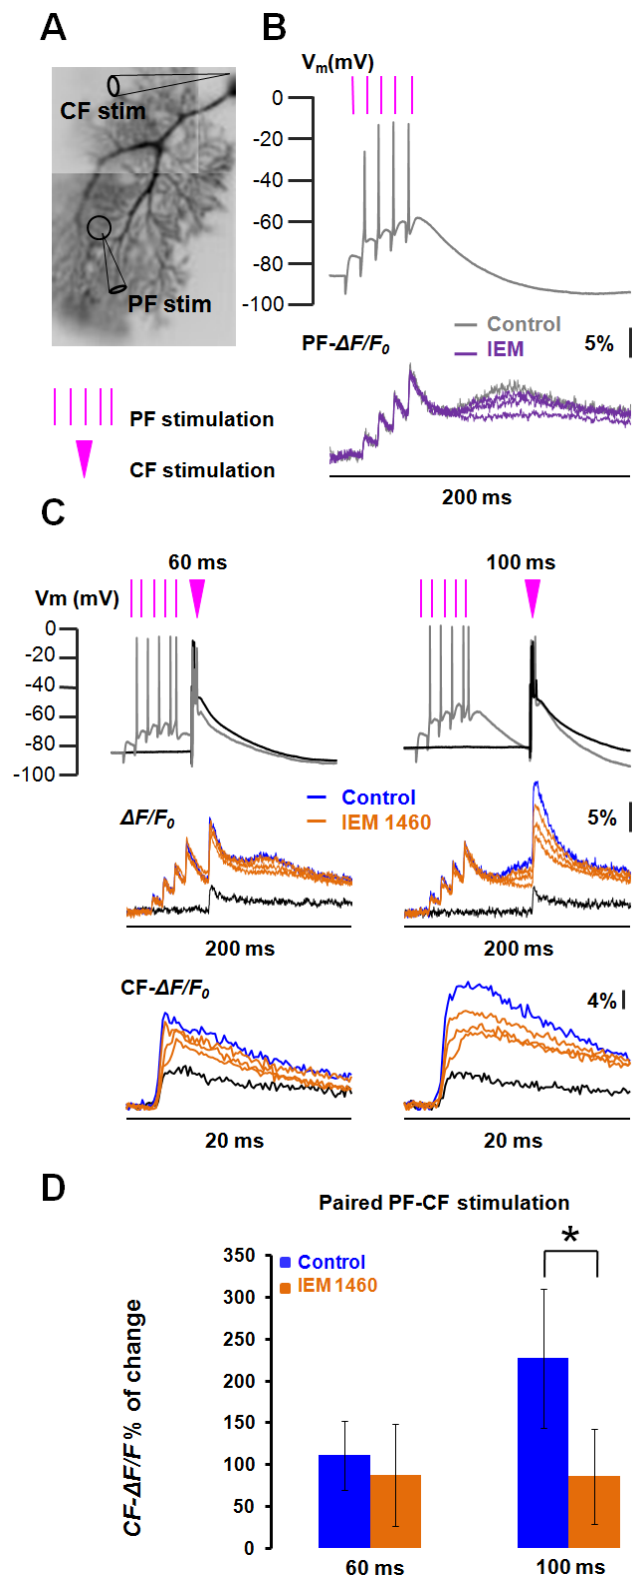 A
CF stim
PF stim
PF stimulation
CF stimulation
B
Vm(mV)
0
-20
-40
-60
-80
-100
Control
PF-ΔF/F0
IEM
5%
200 ms
C
60 ms
100 ms
Vm (mV)
0
-20
-40
-60
-80
-100
Control
ΔF/F0
IEM 1460
5%
200 ms
200 ms
CF-ΔF/F0
4%
20 ms
20 ms
D
Paired PF-CF stimulation
350
300
250
200
150
100
50
0
CF-ΔF/F % of change
Control
IEM 1460
*
60 ms
100 ms